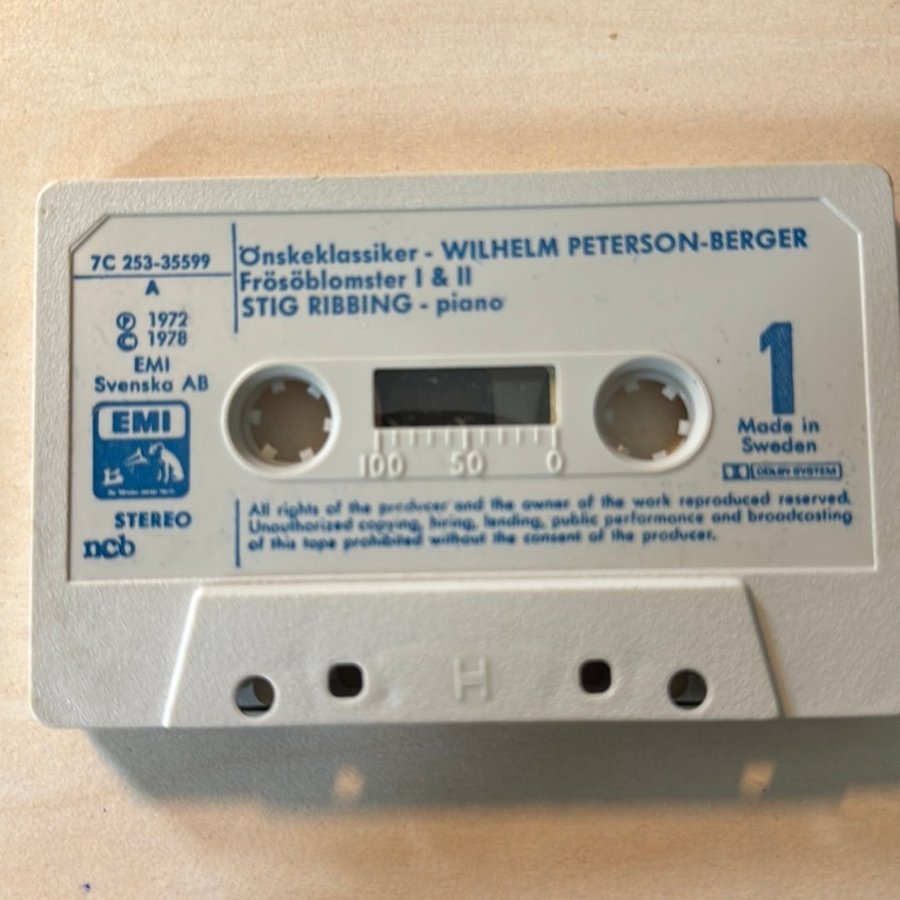 7C 253-35599
A
Ⓟ 1972
© 1978
EMI
Svenska AB
EMI
STEREO
ncb
Önskeklassiker - WILHELM PETERSON-BERGER
Frösöblomster I & II
STIG RIBBING - piano
100 50 0
1
Made in
Sweden
DOLBY SYSTEM
All rights of the producer and the owner of the work reproduced reserved.
Unauthorized copying, hiring, lending, public performance and broadcasting
of this tape prohibited without the consent of the producer.
H